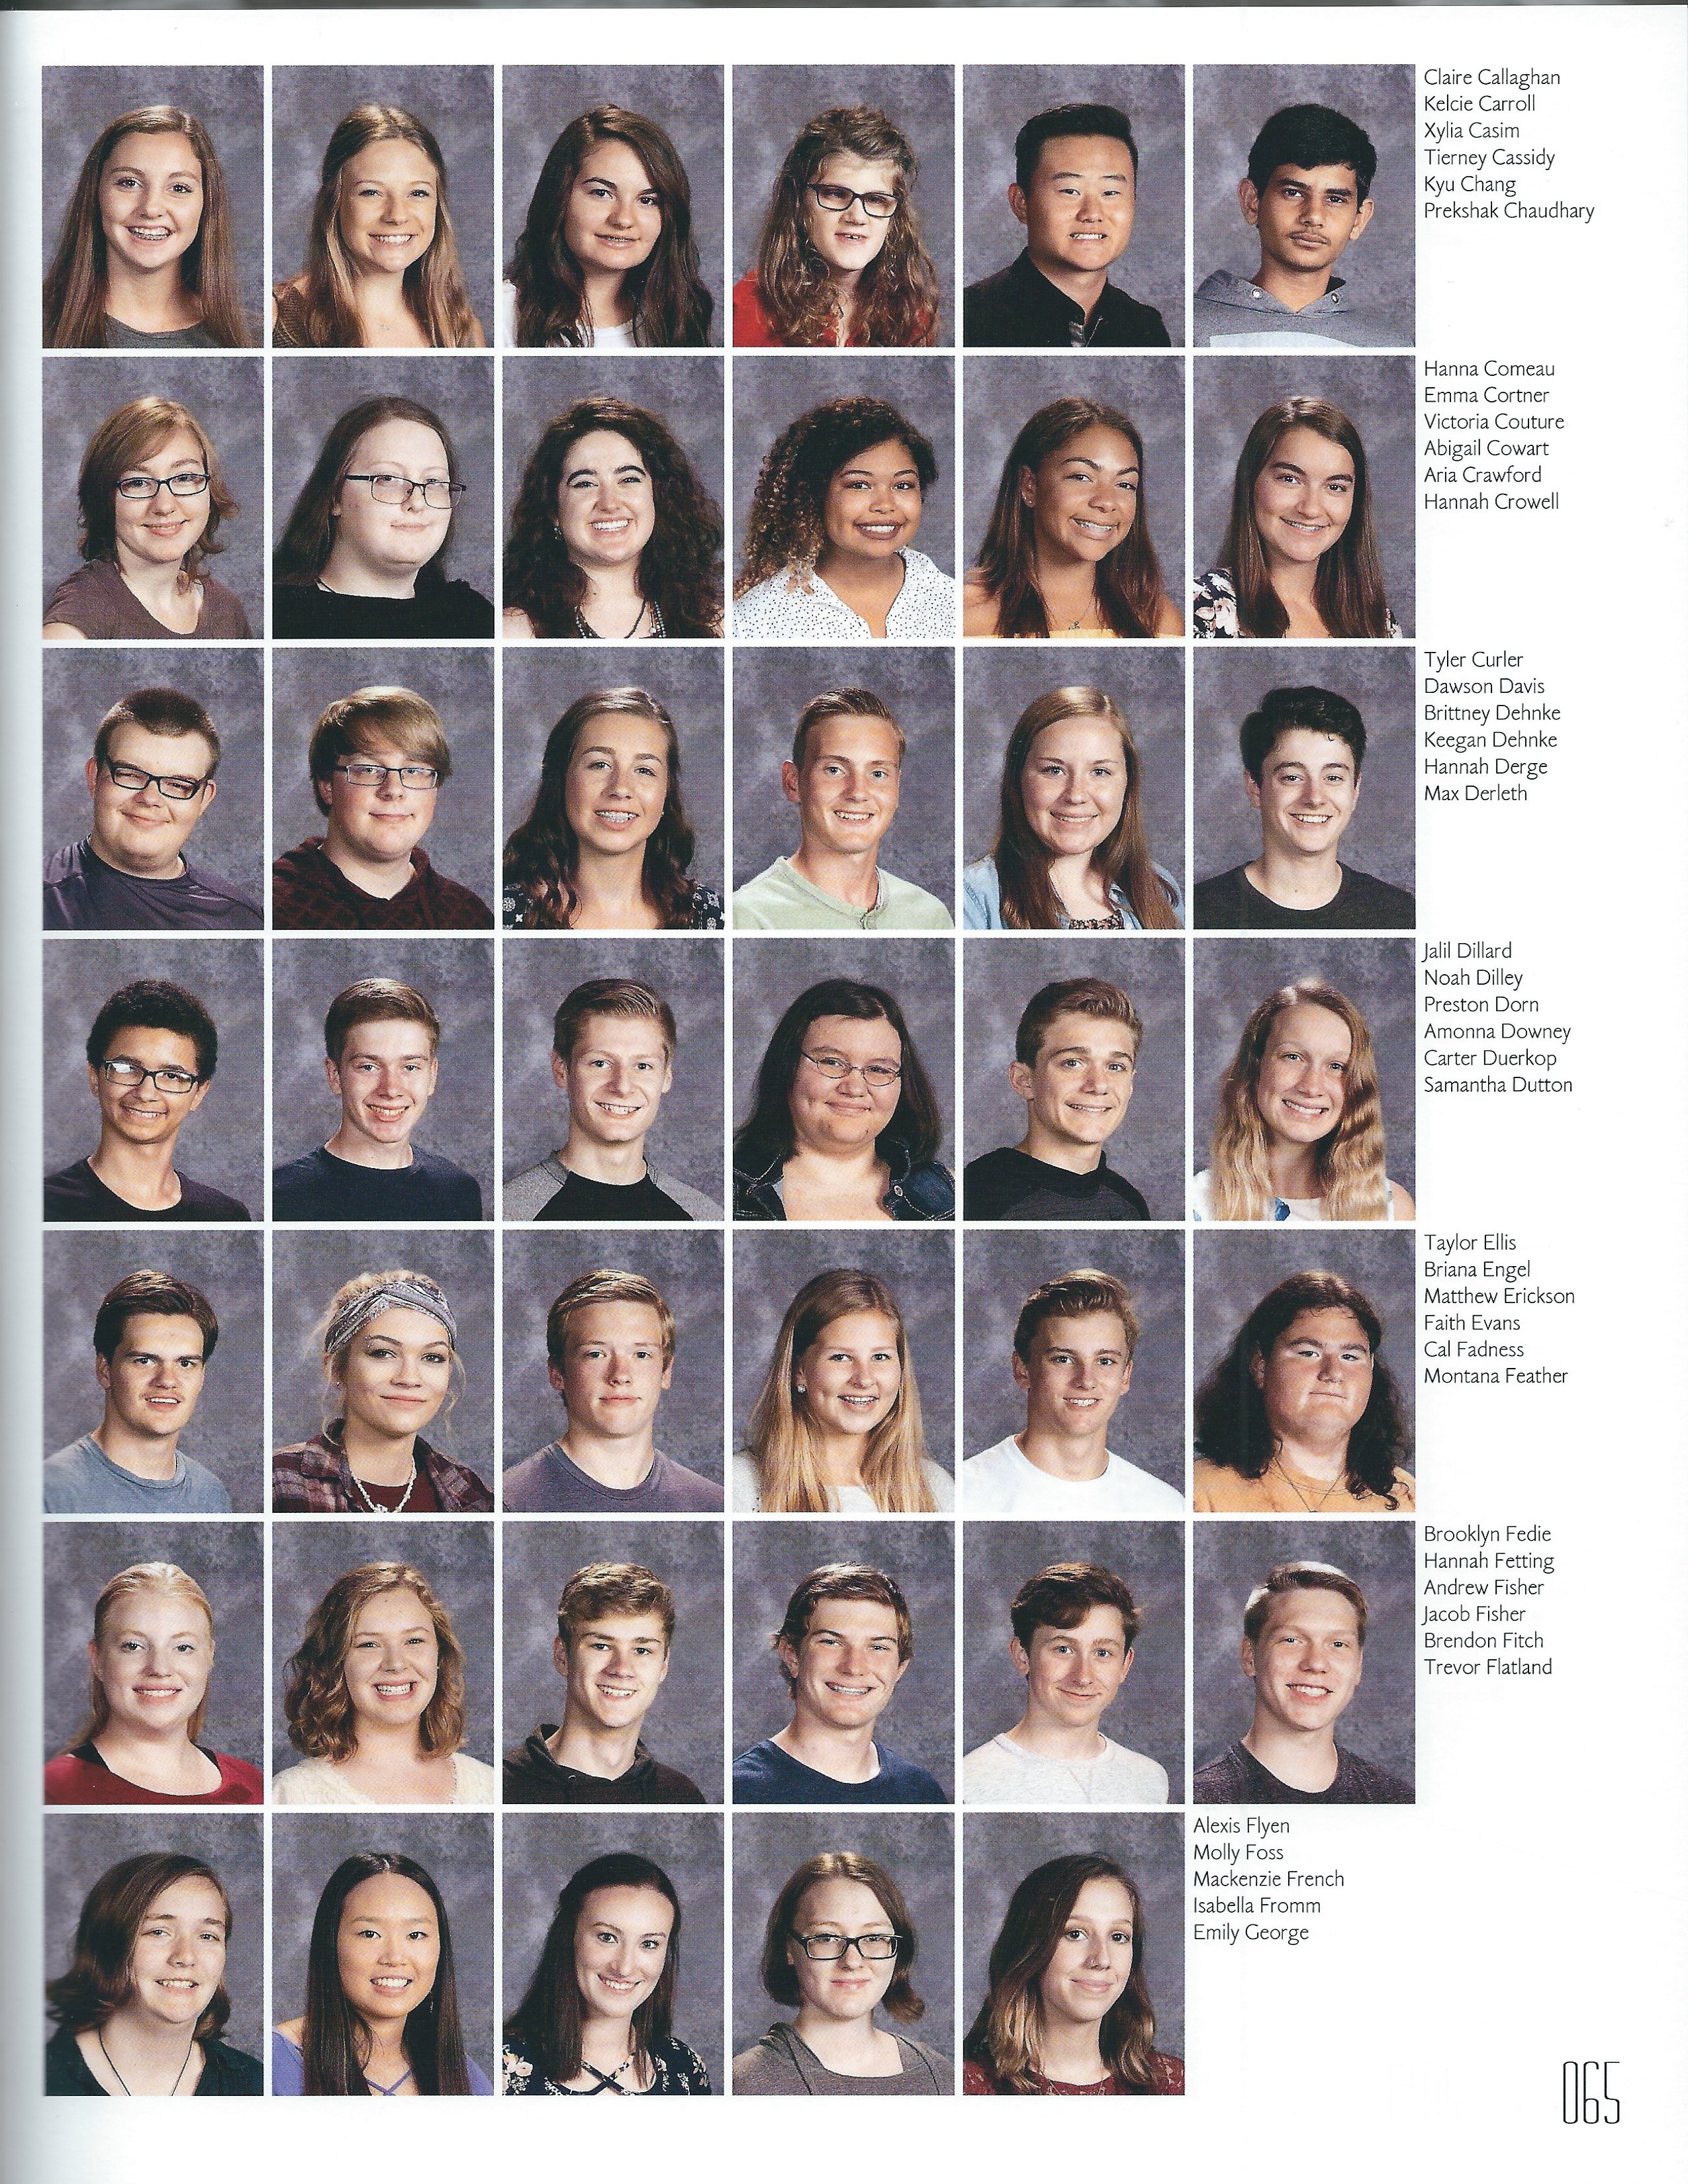 Claire Callaghan
Kelcie Carroll
Xylia Casim
Tierney Cassidy
Kyu Chang
Prekshak Chaudhary
Hanna Comeau
Emma Cortner
Victoria Couture
Abigail Cowart
Aria Crawford
Hannah Crowell
Tyler Curler
Dawson Davis
Brittney Dehnke
Keegan Dehnke
Hannah Derge
Max Derleth
Jalil Dillard
Noah Dilley
Preston Dorn
Amonna Downey
Carter Duerkop
Samantha Dutton
Taylor Ellis
Briana Engel
Matthew Erickson
Faith Evans
Cal Fadness
Montana Feather
Brooklyn Fedie
Hannah Fetting
Andrew Fisher
Jacob Fisher
Brendon Fitch
Trevor Flatland
Alexis Flyen
Molly Foss
Mackenzie French
Isabella Fromm
Emily George
065